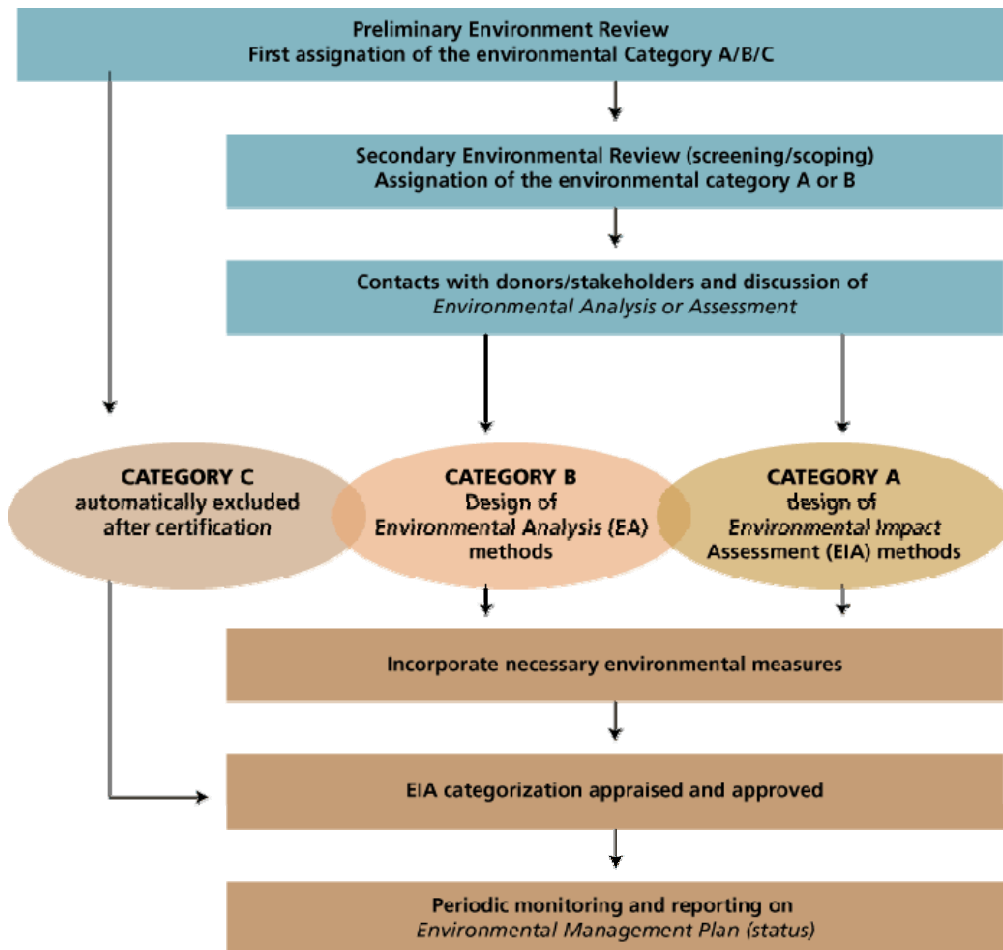 Preliminary Environment Review
First assignation of the environmental Category A/B/C
Secondary Environmental Review (screening/scoping)
Assignation of the environmental category A or B
Contacts with donors/stakeholders and discussion of
Environmental Analysis or Assessment
CATEGORY C
automatically excluded
after certification
CATEGORY B
Design of
Environmental Analysis (EA)
methods
CATEGORY A
design of
Environmental Impact
Assessment (EIA) methods
Incorporate necessary environmental measures
EIA categorization appraised and approved
Periodic monitoring and reporting on
Environmental Management Plan (status)